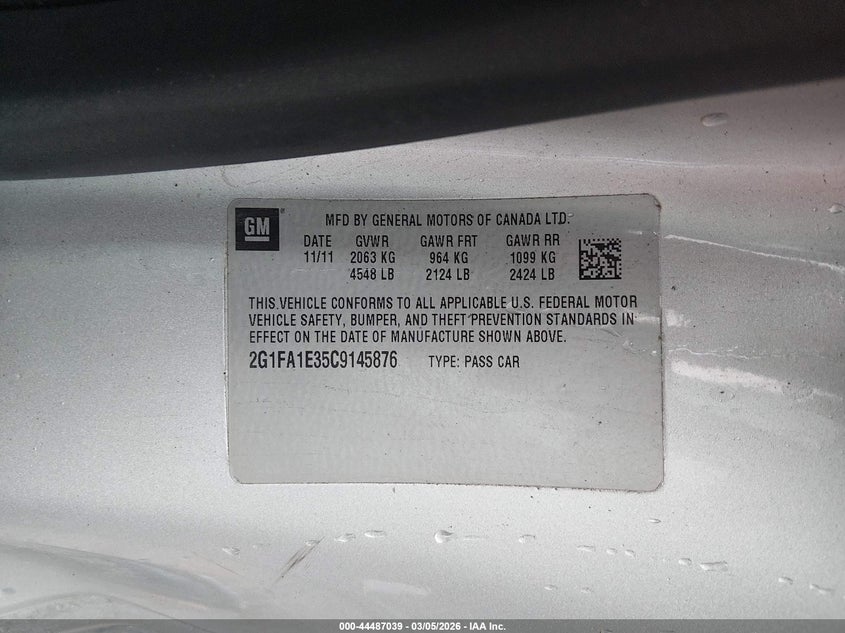 GM
MFD BY GENERAL MOTORS OF CANADA LTD.
DATE GVWR GAWR FRT GAWR RR
11/11 2063 KG 964 KG 1099 KG
4548 LB 2124 LB 2424 LB
THIS VEHICLE CONFORMS TO ALL APPLICABLE U.S. FEDERAL MOTOR
VEHICLE SAFETY, BUMPER, AND THEFT PREVENTION STANDARDS IN
EFFECT ON THE DATE OF MANUFACTURE SHOWN ABOVE.
2G1FA1E35C9145876 TYPE: PASS CAR
000-44487039 - 03/05/2026 - IAA Inc.